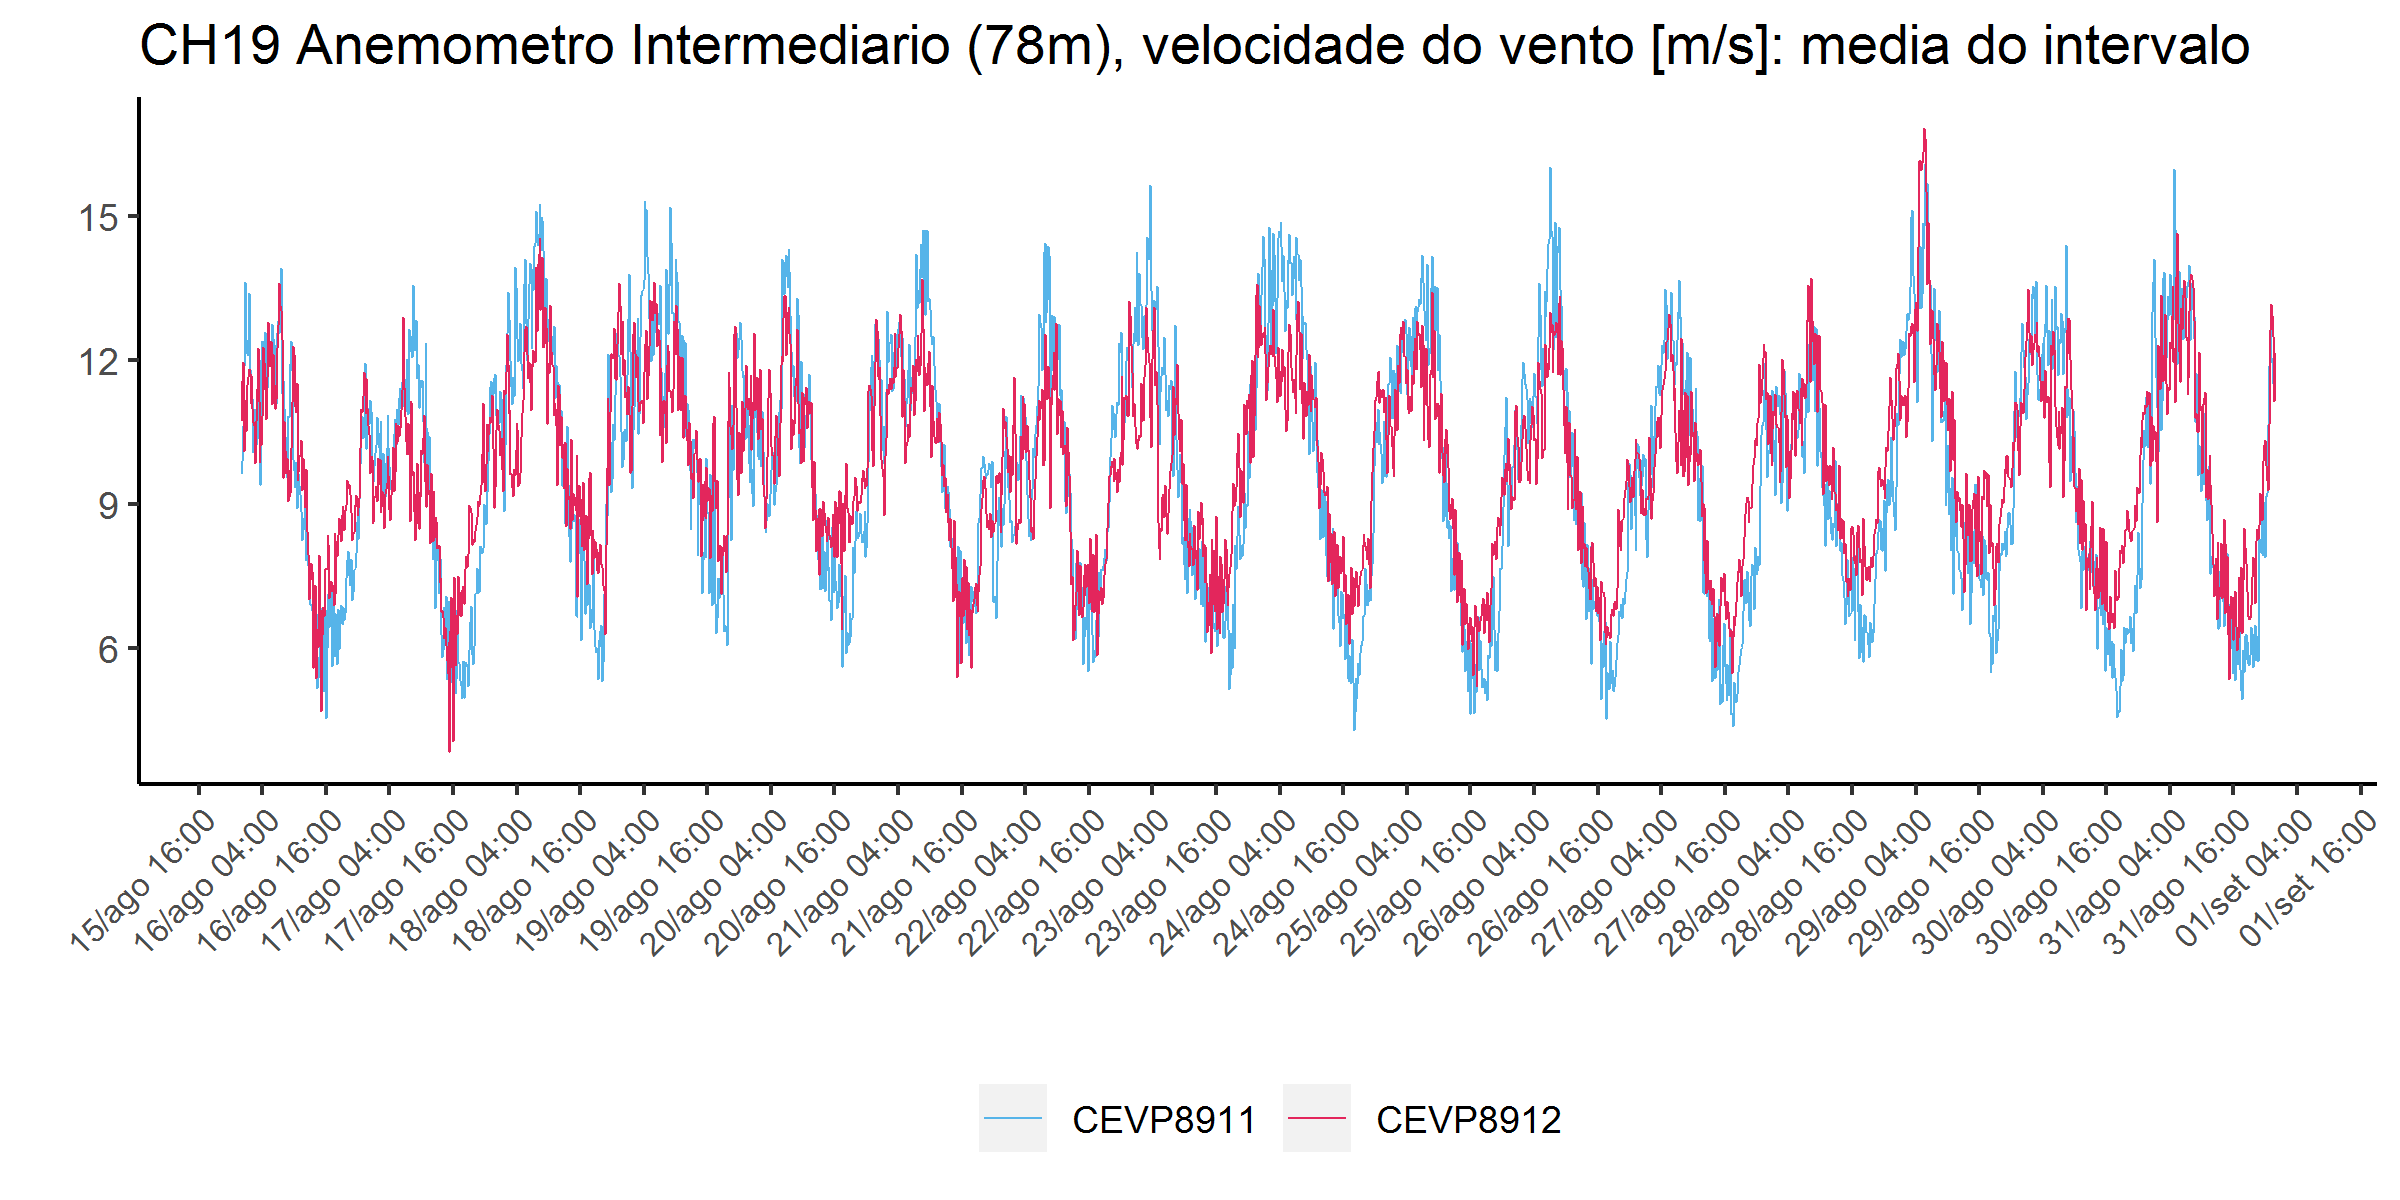 CH19 Anemometro Intermediario (78m), velocidade do vento [m/s]: media do intervalo
15
12
9
6
15/ago 16:00
16/ago 04:00
16/ago 16:00
17/ago 04:00
17/ago 16:00
18/ago 04:00
18/ago 16:00
19/ago 04:00
19/ago 16:00
20/ago 04:00
20/ago 16:00
21/ago 04:00
21/ago 16:00
22/ago 04:00
22/ago 16:00
23/ago 04:00
23/ago 16:00
24/ago 04:00
24/ago 16:00
25/ago 04:00
25/ago 16:00
26/ago 04:00
26/ago 16:00
27/ago 04:00
27/ago 16:00
28/ago 04:00
28/ago 16:00
29/ago 04:00
29/ago 16:00
30/ago 04:00
30/ago 16:00
31/ago 04:00
31/ago 16:00
01/set 04:00
01/set 16:00
CEVP8911
CEVP8912